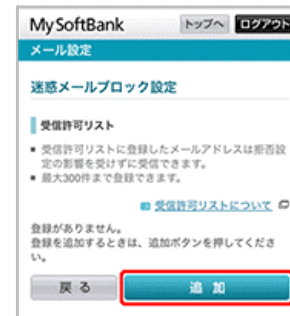 My SoftBank トップへ ログアウト
メール設定
迷惑メールブロック設定
受信許可リスト
■ 受信許可リストに登録したメールアドレスは拒否設
定の影響を受けずに受信できます。
■ 最大300件まで登録できます。
受信許可リストについて
登録がありません。
登録を追加するときは、追加ボタンを押してくださ
い。
戻る 追加